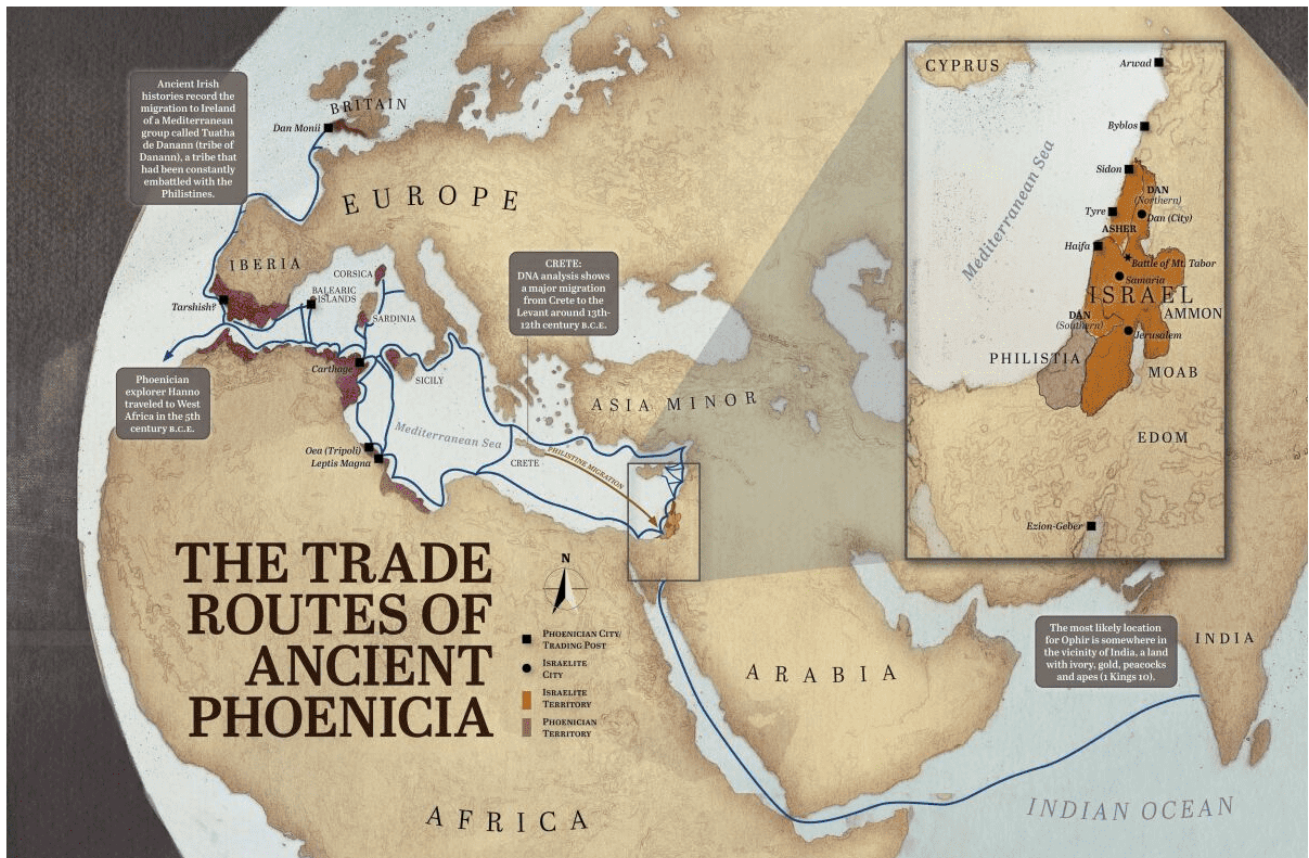 Ancient Irish
histories record the
migration to Ireland
of a Mediterranean
group called Tuatha
de Danann (tribe of
Danann), a tribe that
had been constantly
embattled with the
Philistines.
BRITAIN
Dan Monii
EUROPE
IBERIA
CORSICA
BALEARIC
ISLANDS
Tarshish?
SARDINIA
CRETE:
DNA analysis shows
a major migration
from Crete to the
Levant around 13th-
12th century B.C.E.
Carthage
SICILY
Phoenician
explorer Hanno
traveled to West
Africa in the 5th
century B.C.E.
ASIA MINOR
Mediterranean Sea
Oea (Tripoli)
Leptis Magna
CRETE
PHILISTINE MIGRATION
CYPRUS
Arwad
Byblos
Mediterranean Sea
Sidon
DAN
(Northern)
Tyre
Dan (City)
ASHER
Haifa
Battle of Mt. Tabor
Samaria
ISRAEL
AMMON
DAN
(Southern)
Jerusalem
PHILISTIA
MOAB
EDOM
Ezion-Geber
THE TRADE
ROUTES OF
ANCIENT
PHOENICIA
N
PHOENICIAN CITY/
TRADING POST
ISRAELITE
CITY
ISRAELITE
TERRITORY
PHOENICIAN
TERRITORY
The most likely location
for Ophir is somewhere in
the vicinity of India, a land
with ivory, gold, peacocks
and apes (1 Kings 10).
INDIA
ARABIA
AFRICA
INDIAN OCEAN